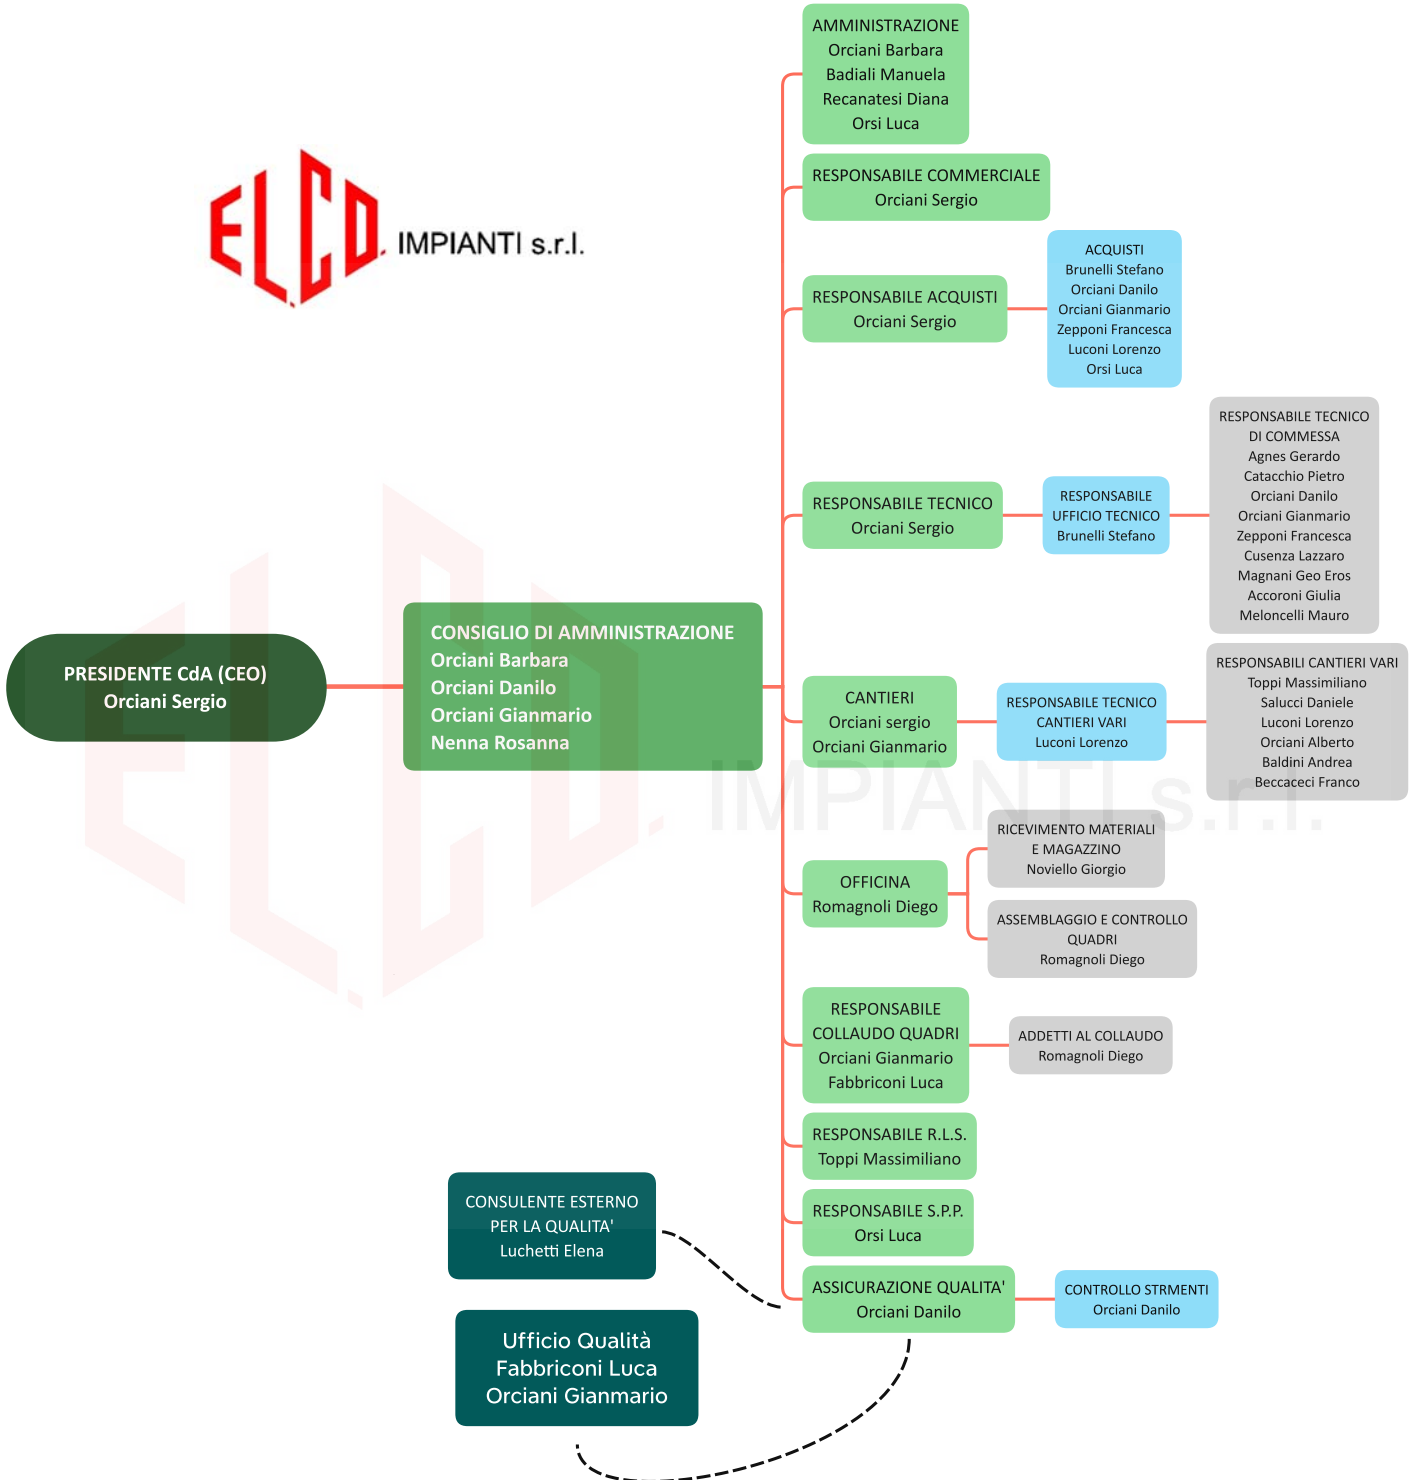 AMMINISTRAZIONE
Orciani Barbara
Badiali Manuela
Recanatesi Diana
Orsi Luca
RESPONSABILE COMMERCIALE
Orciani Sergio
ELCO. IMPIANTI s.r.l.
ACQUISTI
Brunelli Stefano
Orciani Danilo
Orciani Gianmario
Zepponi Francesca
Luconi Lorenzo
Orsi Luca
RESPONSABILE ACQUISTI
Orciani Sergio
RESPONSABILE TECNICO
DI COMMESSA
Agnes Gerardo
Catacchio Pietro
Orciani Danilo
Orciani Gianmario
Zepponi Francesca
Cusenza Lazzaro
Magnani Geo Eros
Accoroni Giulia
Meloncelli Mauro
RESPONSABILE TECNICO
Orciani Sergio
RESPONSABILE
UFFICIO TECNICO
Brunelli Stefano
PRESIDENTE CdA (CEO)
Orciani Sergio
CONSIGLIO DI AMMINISTRAZIONE
Orciani Barbara
Orciani Danilo
Orciani Gianmario
Nenna Rosanna
CANTIERI
Orciani sergio
Orciani Gianmario
RESPONSABILE TECNICO
CANTIERI VARI
Luconi Lorenzo
RESPONSABILI CANTIERI VARI
Toppi Massimiliano
Salucci Daniele
Luconi Lorenzo
Orciani Alberto
Baldini Andrea
Beccaceci Franco
ELCO. IMPIANTI s.r.l.
OFFICINA
Romagnoli Diego
RICEVIMENTO MATERIALI
E MAGAZZINO
Noviello Giorgio
ASSEMBLAGGIO E CONTROLLO
QUADRI
Romagnoli Diego
RESPONSABILE
COLLAUDO QUADRI
Orciani Gianmario
Fabbriconi Luca
ADDETTI AL COLLAUDO
Romagnoli Diego
RESPONSABILE R.L.S.
Toppi Massimiliano
RESPONSABILE S.P.P.
Orsi Luca
CONSULENTE ESTERNO
PER LA QUALITA'
Luchetti Elena
ASSICURAZIONE QUALITA'
Orciani Danilo
CONTROLLO STRMENTI
Orciani Danilo
Ufficio Qualità
Fabbriconi Luca
Orciani Gianmario